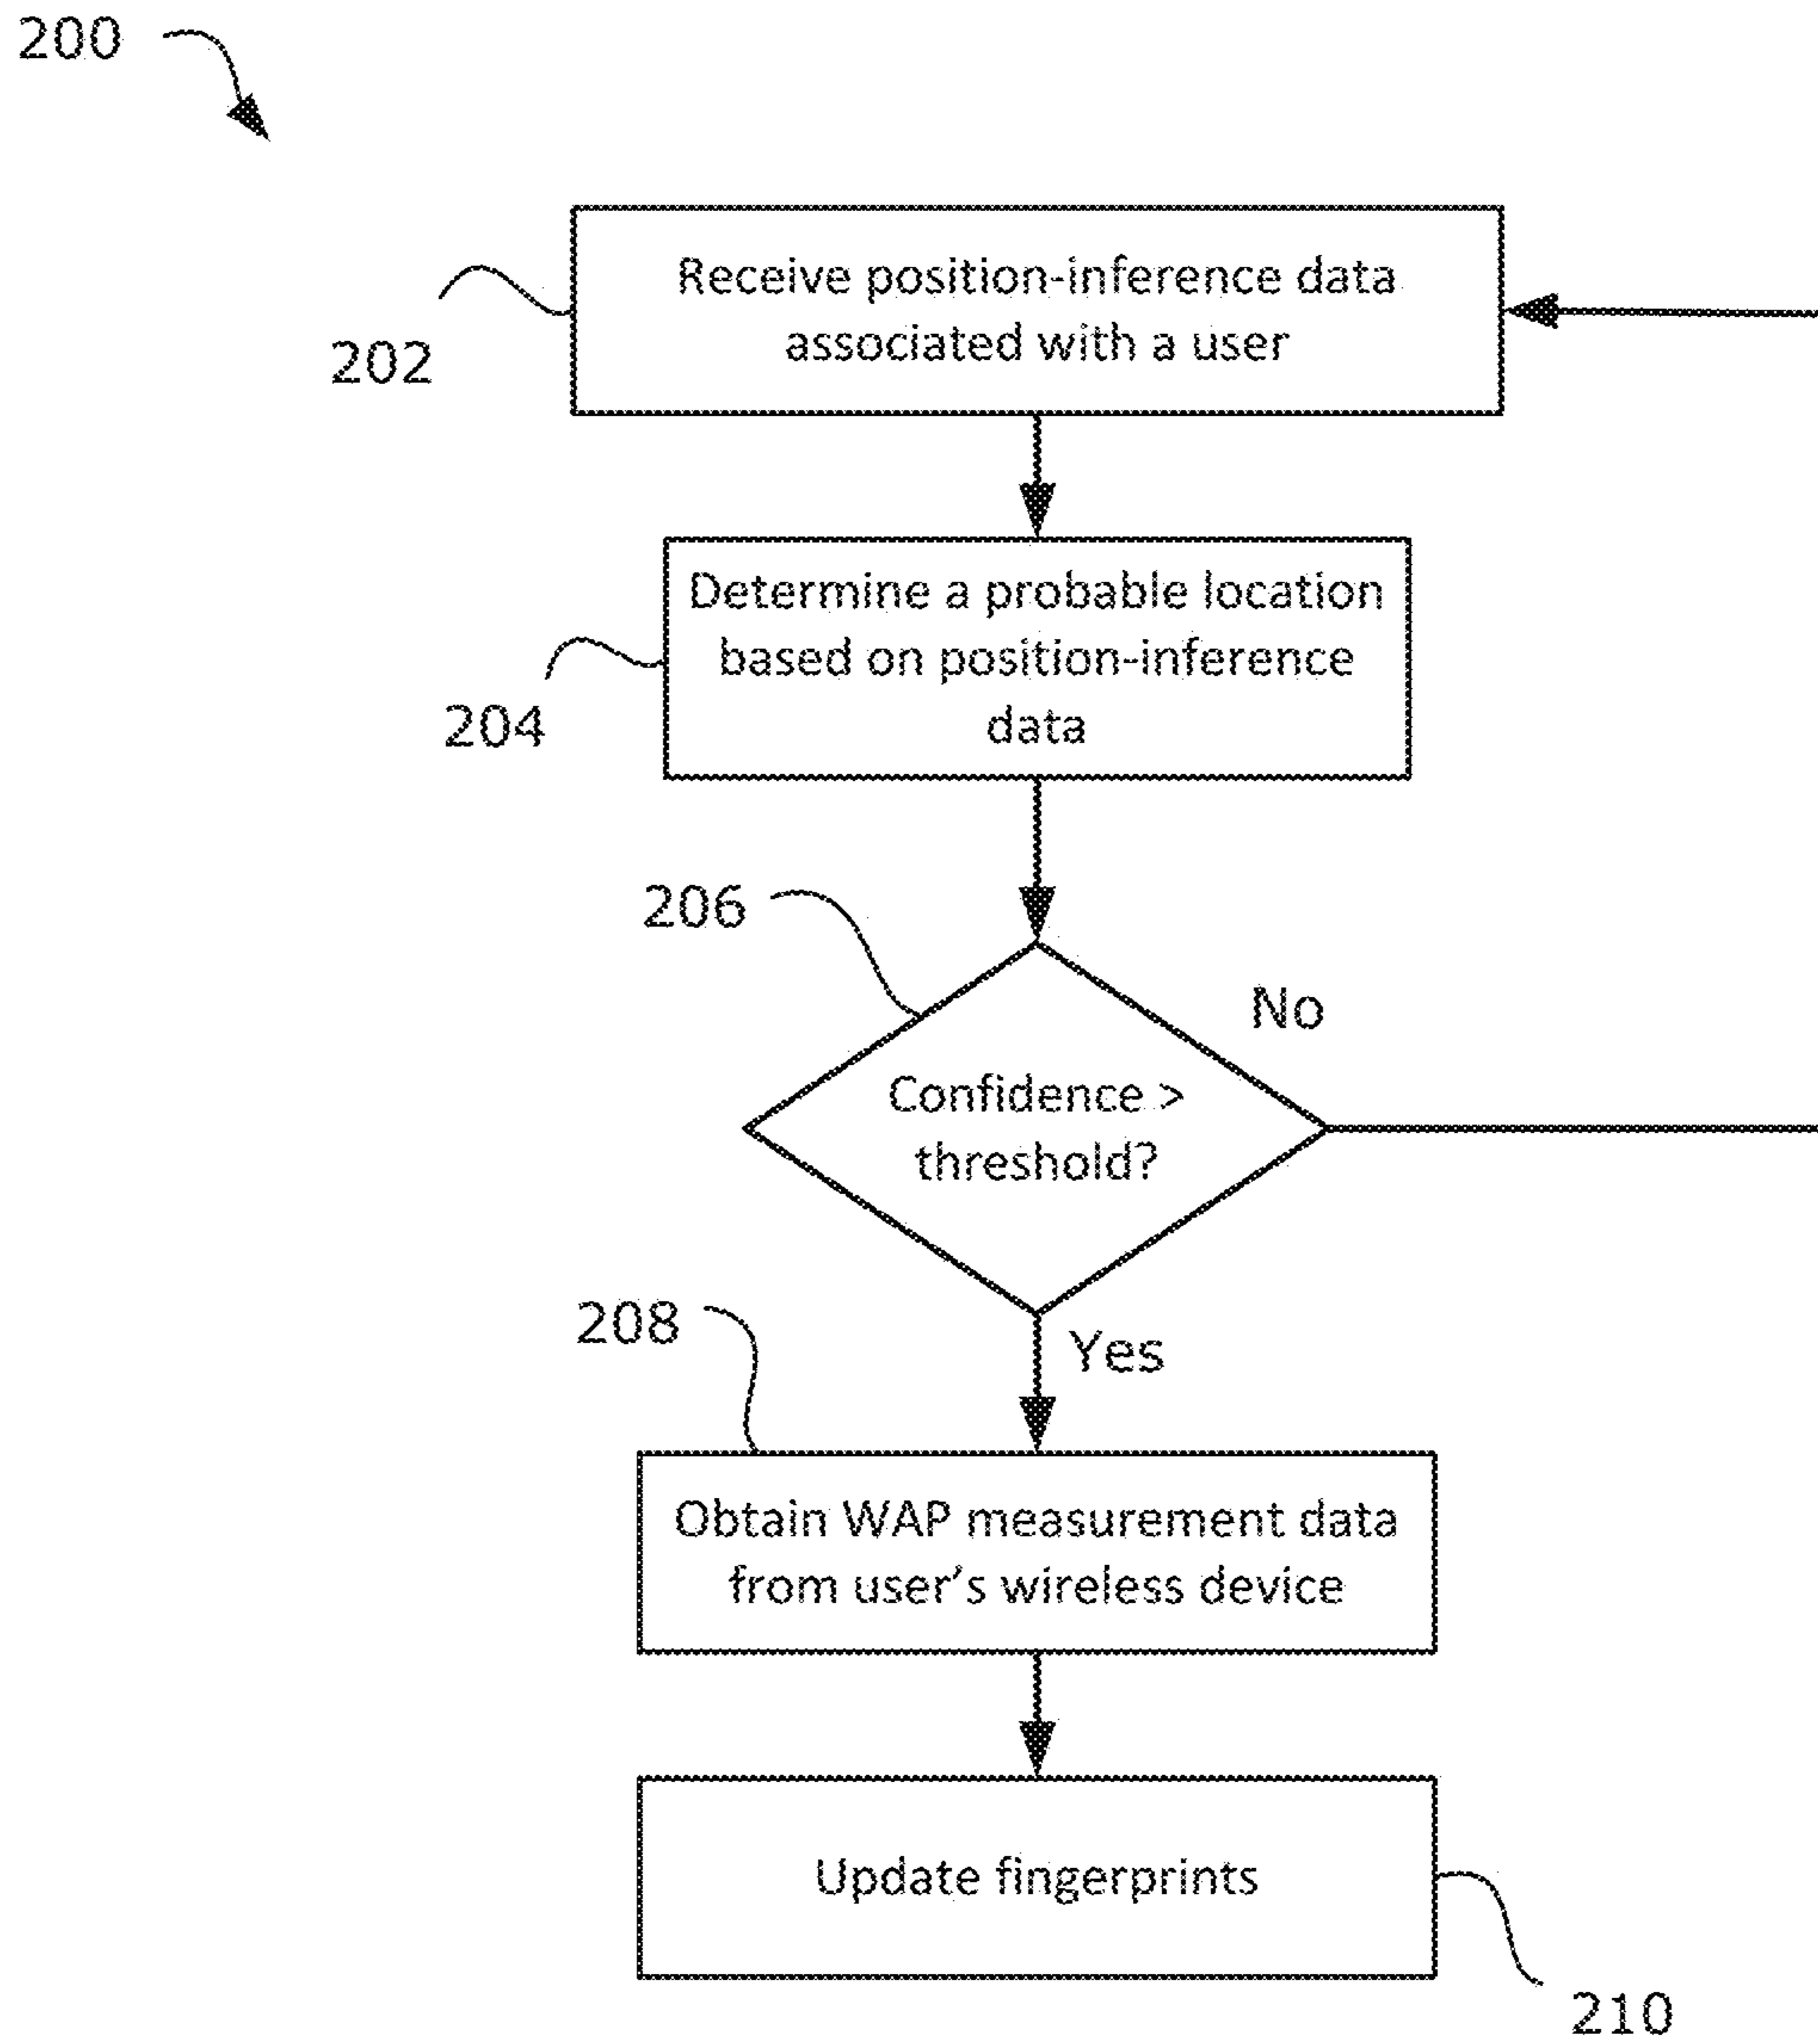 200
Receive position-inference data
associated with a user
202
Determine a probable location
based on position-inference
data
204
206
No
Confidence >
threshold?
208
Yes
Obtain WAP measurement data
from user's wireless device
Update fingerprints
210